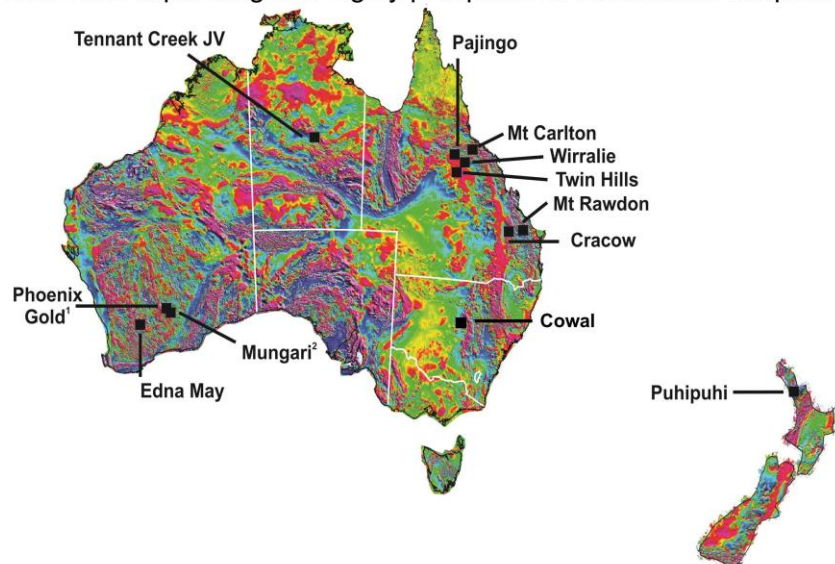 Tennant Creek JV
Pajingo
Mt Carlton
Wirralie
Twin Hills
Mt Rawdon
Cracow
Phoenix
Gold¹
Mungari²
Cowal
Edna May
Puhipuhi